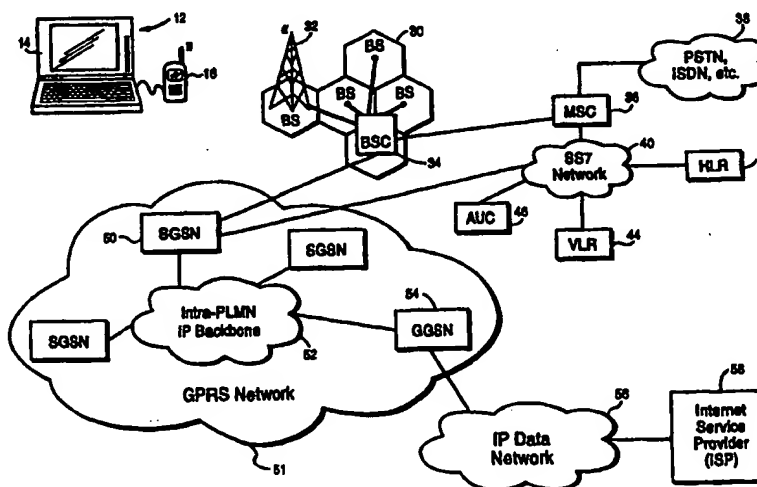 12
14
16
32
30
BS
BS
BS
BS
BSC
34
38
PSTN,
ISDN, etc.
MSC
36
SS7
Network
40
HLR
AUC
46
VLR
44
50
SGSN
SGSN
SGSN
Intra-PLMN
IP Backbone
52
54
GGSN
GPRS Network
51
IP Data
Network
56
58
Internet
Service
Provider
(ISP)